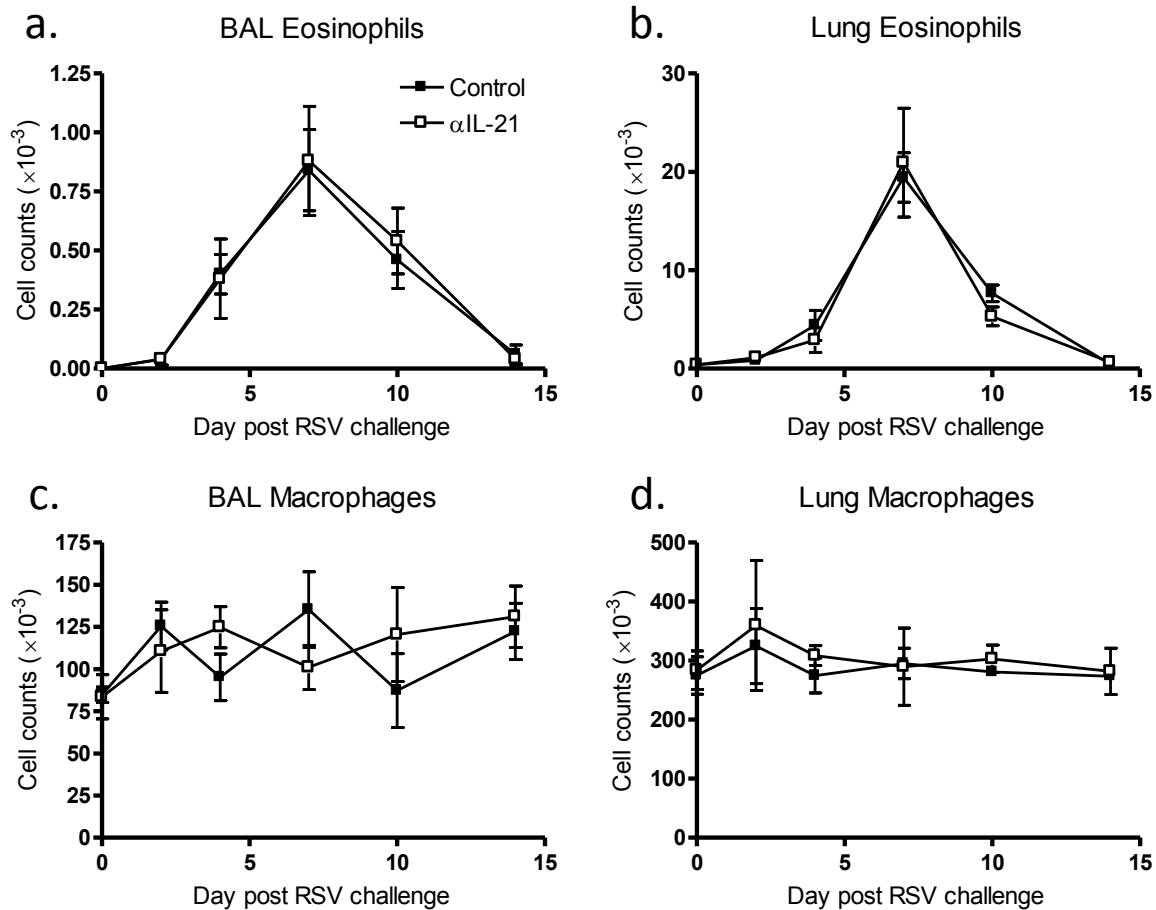 a.
BAL Eosinophils
1.25
1.00
0.75
0.50
0.25
0.00
Cell counts (×10⁻³)
0 5 10 15
Day post RSV challenge
Control
αIL-21
b.
Lung Eosinophils
30
20
10
0
Cell counts (×10⁻³)
0 5 10 15
Day post RSV challenge
c.
BAL Macrophages
175
150
125
100
75
50
25
0
Cell counts (×10⁻³)
0 5 10 15
Day post RSV challenge
d.
Lung Macrophages
500
400
300
200
100
0
Cell counts (×10⁻³)
0 5 10 15
Day post RSV challenge